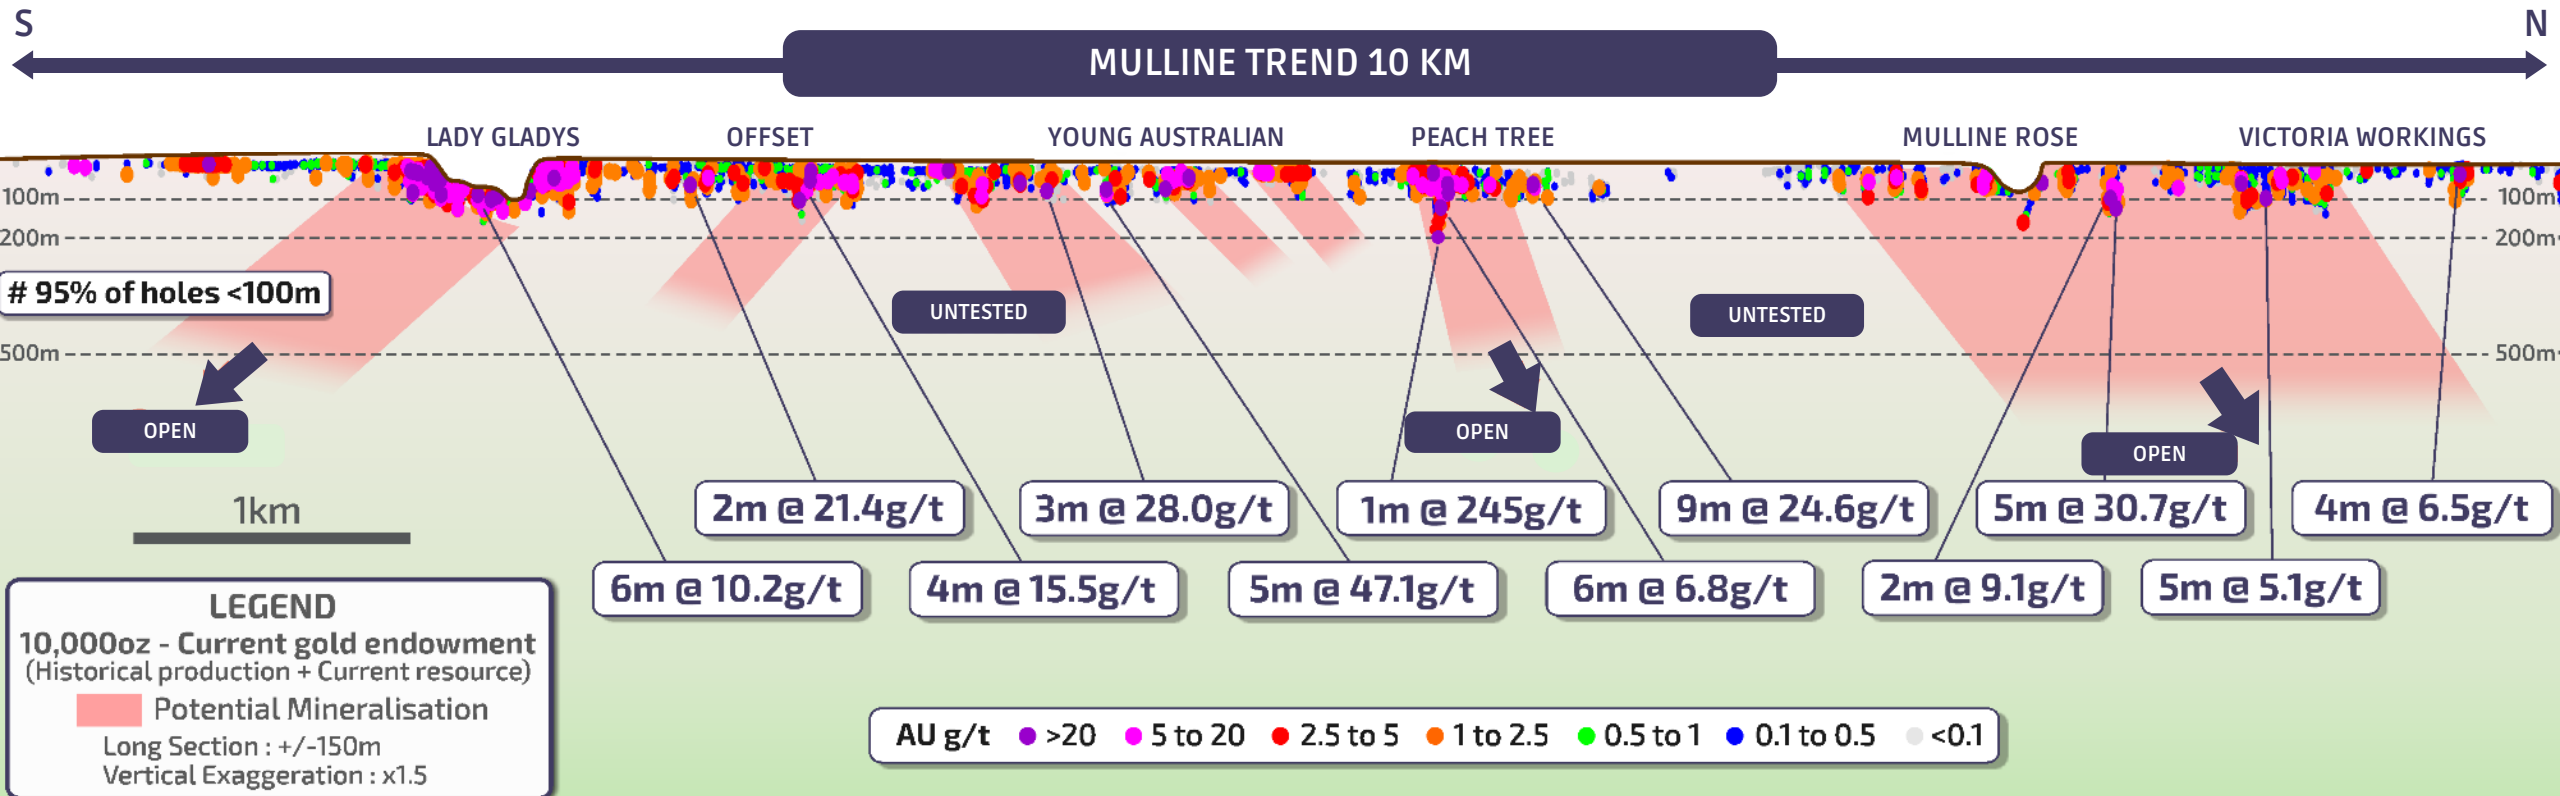 S
N
MULLINE TREND 10 KM
LADY GLADYS
OFFSET
YOUNG AUSTRALIAN
PEACH TREE
MULLINE ROSE
VICTORIA WORKINGS
100m
100m
200m
200m
# 95% of holes <100m
UNTESTED
UNTESTED
500m
500m
OPEN
OPEN
OPEN
1km
2m @ 21.4g/t
3m @ 28.0g/t
1m @ 245g/t
9m @ 24.6g/t
5m @ 30.7g/t
4m @ 6.5g/t
6m @ 10.2g/t
4m @ 15.5g/t
5m @ 47.1g/t
6m @ 6.8g/t
2m @ 9.1g/t
5m @ 5.1g/t
LEGEND
10,000oz - Current gold endowment
(Historical production + Current resource)
Potential Mineralisation
Long Section : +/-150m
Vertical Exaggeration : x1.5
AU g/t >20 5 to 20 2.5 to 5 1 to 2.5 0.5 to 1 0.1 to 0.5 <0.1